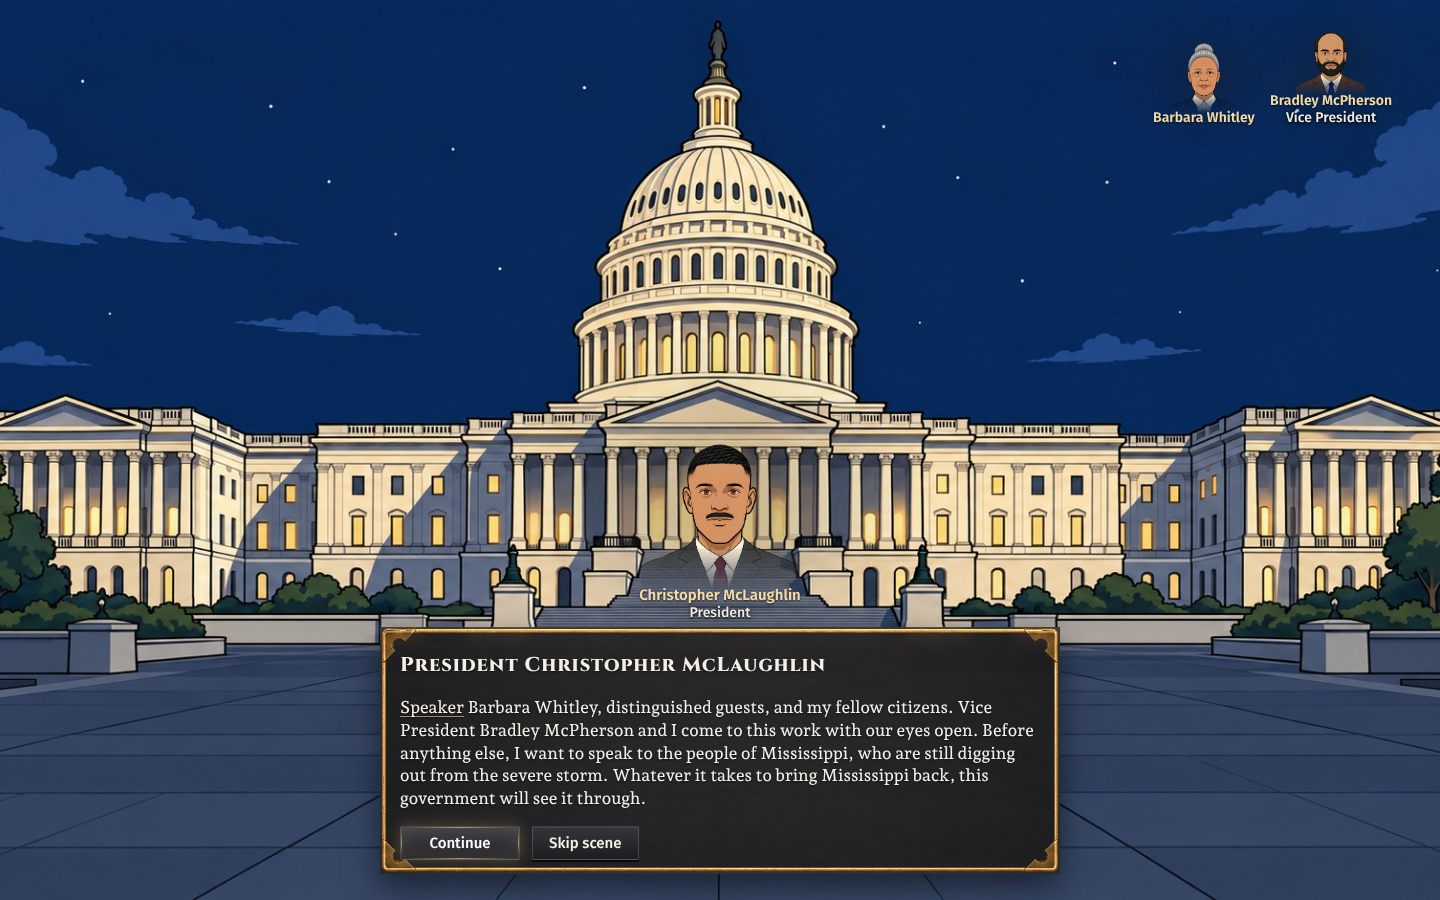 Barbara Whitley
Bradley McPherson
Vice President
Christopher McLaughlin
President
President Christopher McLaughlin
Speaker Barbara Whitley, distinguished guests, and my fellow citizens. Vice
President Bradley McPherson and I come to this work with our eyes open. Before
anything else, I want to speak to the people of Mississippi, who are still digging
out from the severe storm. Whatever it takes to bring Mississippi back, this
government will see it through.
Continue
Skip scene